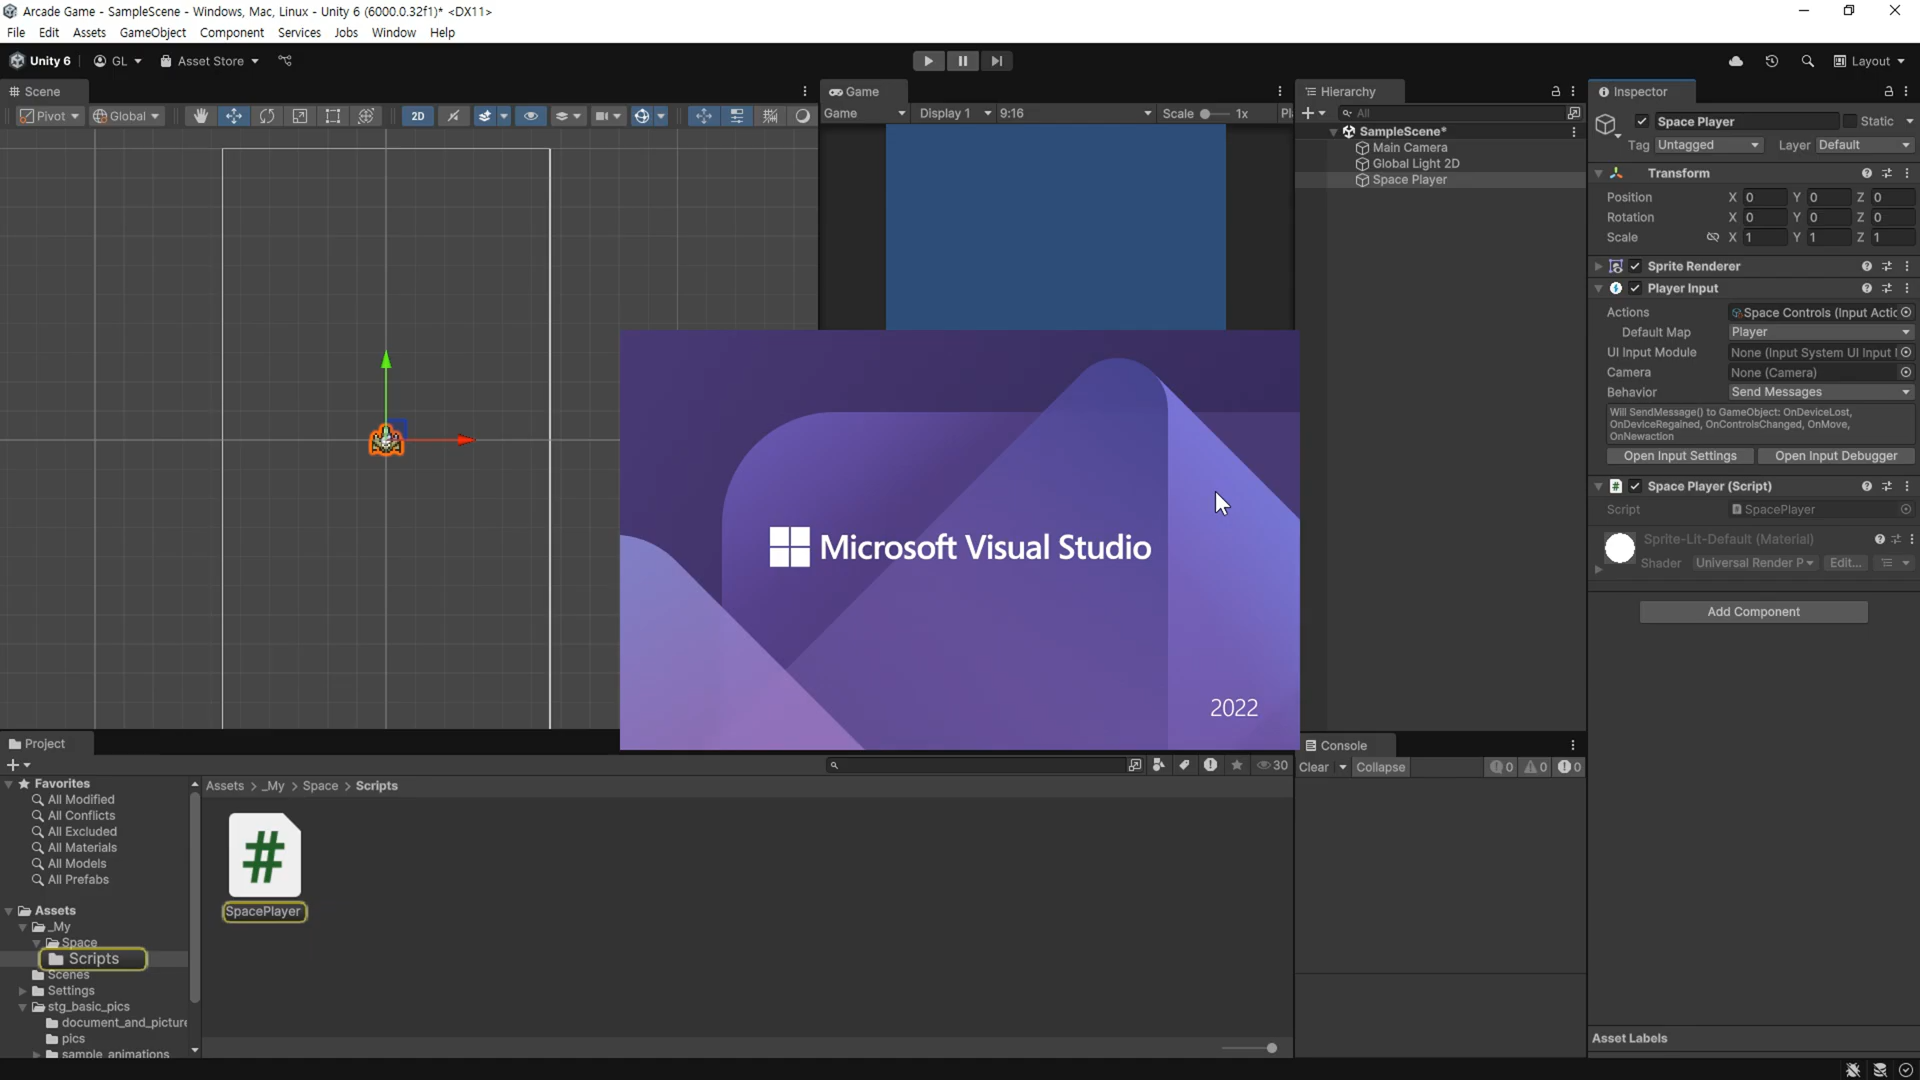 Arcade Game - SampleScene - Windows, Mac, Linux - Unity 6 (6000.0.32f1)* <DX11>
File Edit Assets GameObject Component Services Jobs Window Help
Unity 6 GL Asset Store Layout
Scene
Pivot Global 2D
Game
Game Display 1 9:16 Scale 1x Pl
Hierarchy
All
SampleScene*
Main Camera
Global Light 2D
Space Player
Inspector
Space Player Static
Tag Untagged Layer Default
Transform
Position X 0 Y 0 Z 0
Rotation X 0 Y 0 Z 0
Scale X 1 Y 1 Z 1
Sprite Renderer
Player Input
Actions Space Controls (Input Actio
Default Map Player
UI Input Module None (Input System UI Input I
Camera None (Camera)
Behavior Send Messages
Will SendMessage() to GameObject: OnDeviceLost,
OnDeviceRegained, OnControlsChanged, OnMove,
OnNewaction
Open Input Settings Open Input Debugger
# Space Player (Script)
Script SpacePlayer
Sprite-Lit-Default (Material)
Shader Universal Render P Edit...
Add Component
Asset Labels
Microsoft Visual Studio
2022
Project
30
Favorites
All Modified
All Conflicts
All Excluded
All Materials
All Models
All Prefabs
Assets
_My
Space
Scripts
Scenes
Settings
stg_basic_pics
document_and_picture
pics
sample_animations
Assets > _My > Space > Scripts
#
SpacePlayer
Console
Clear Collapse 0 0 0